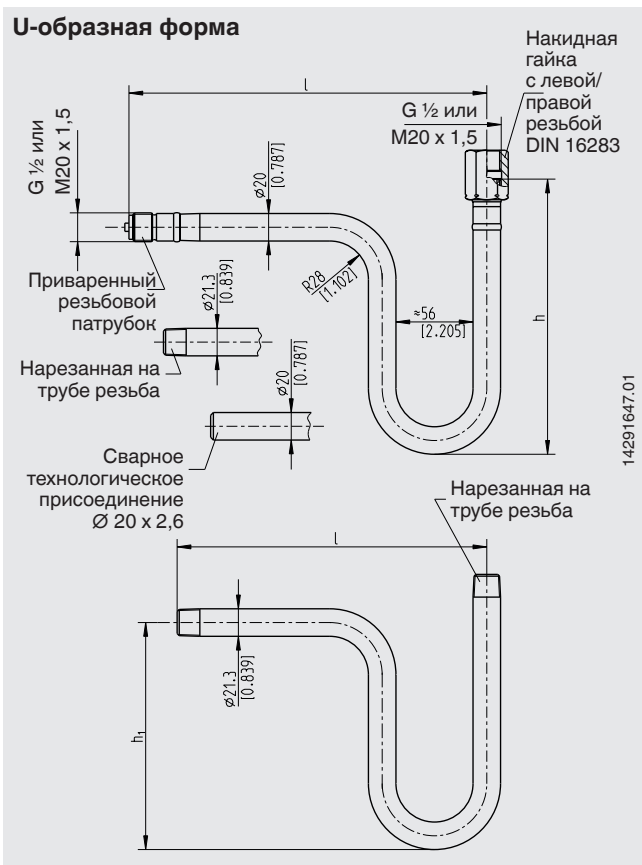 U-образная форма
Накидная
гайка
с левой/
правой
резьбой
DIN 16283
l
G ½ или
M20 x 1,5
G ½ или
M20 x 1,5
⌀20
[0.787]
Приваренный
резьбовой
патрубок
⌀21.3
[0.839]
R28
[1.102]
≈56
[2.205]
h
Нарезанная на
трубе резьба
⌀20
[0.787]
Сварное
технологическое
присоединение
Ø 20 x 2,6
14291647.01
Нарезанная на
трубе резьба
l
⌀21.3
[0.839]
h₁